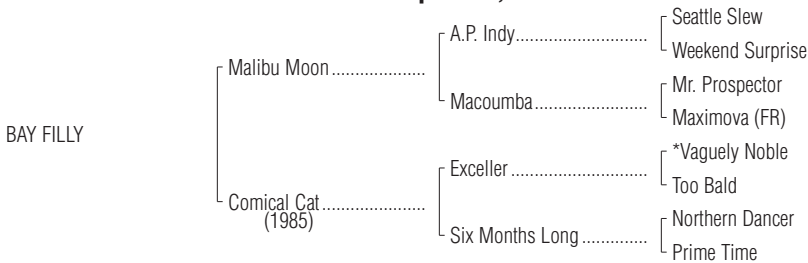 Seattle Slew
A.P. Indy
Weekend Surprise
Malibu Moon
Mr. Prospector
Macoumba
Maximova (FR)
BAY FILLY
*Vaguely Noble
Exceller
Too Bald
Comical Cat
(1985)
Northern Dancer
Six Months Long
Prime Time